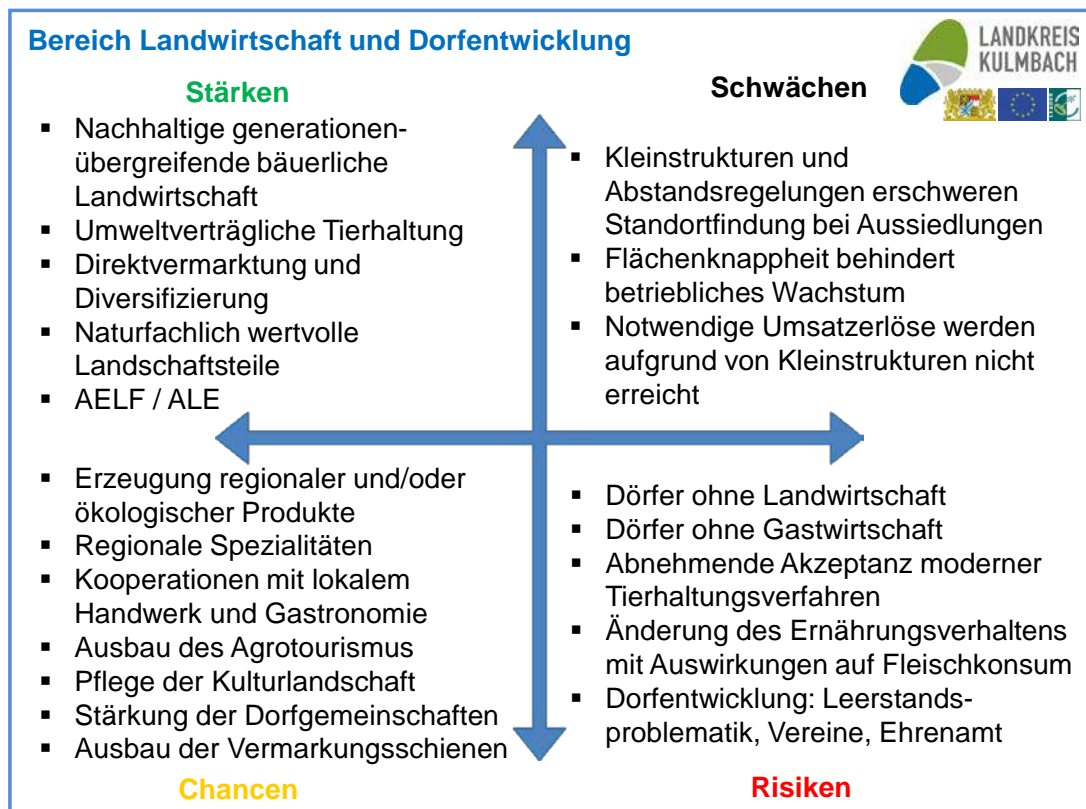 Bereich Landwirtschaft und Dorfentwicklung
LANDKREIS
KULMBACH
Stärken
▪ Nachhaltige generationen-
übergreifende bäuerliche
Landwirtschaft
▪ Umweltverträgliche Tierhaltung
▪ Direktvermarktung und
Diversifizierung
▪ Naturfachlich wertvolle
Landschaftsteile
▪ AELF / ALE
Schwächen
▪ Kleinstrukturen und
Abstandsregelungen erschweren
Standortfindung bei Aussiedlungen
▪ Flächenknappheit behindert
betriebliches Wachstum
▪ Notwendige Umsatzerlöse werden
aufgrund von Kleinstrukturen nicht
erreicht
▪ Erzeugung regionaler und/oder
ökologischer Produkte
▪ Regionale Spezialitäten
▪ Kooperationen mit lokalem
Handwerk und Gastronomie
▪ Ausbau des Agrotourismus
▪ Pflege der Kulturlandschaft
▪ Stärkung der Dorfgemeinschaften
▪ Ausbau der Vermarkungsschienen
Chancen
▪ Dörfer ohne Landwirtschaft
▪ Dörfer ohne Gastwirtschaft
▪ Abnehmende Akzeptanz moderner
Tierhaltungsverfahren
▪ Änderung des Ernährungsverhaltens
mit Auswirkungen auf Fleischkonsum
▪ Dorfentwicklung: Leerstands-
problematik, Vereine, Ehrenamt
Risiken